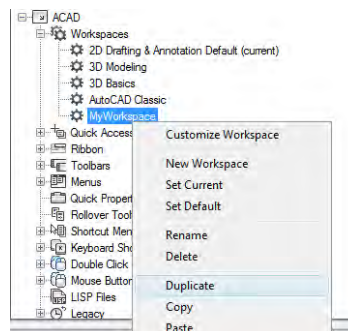 ACAD
Workspaces
2D Drafting & Annotation Default (current)
3D Modeling
3D Basics
AutoCAD Classic
MyWorkspace
Quick Access
Ribbon
Toolbars
Menus
Quick Propert
Rollover Tool
Shortcut Men
Keyboard Sho
Double Click
Mouse Button
LISP Files
Legacy
Customize Workspace
New Workspace
Set Current
Set Default
Rename
Delete
Duplicate
Copy
Paste